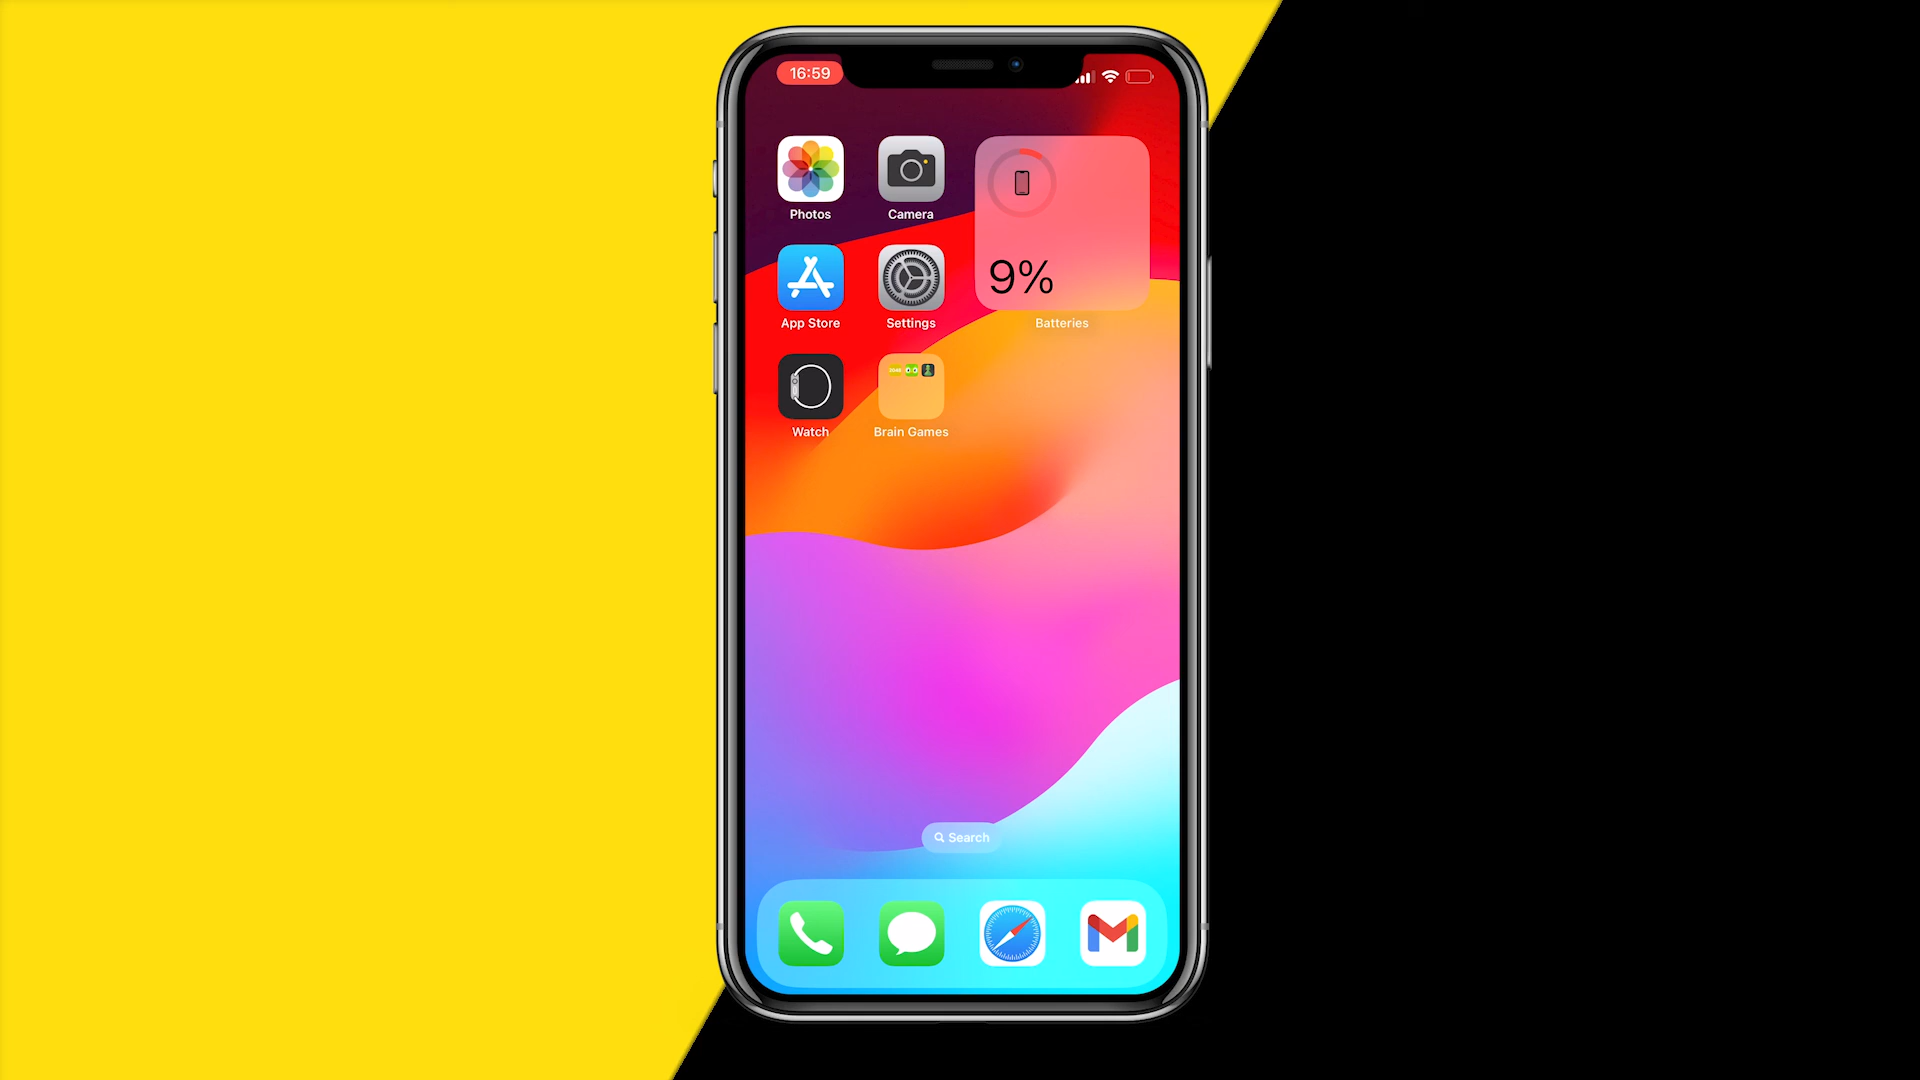 16:59
Photos
Camera
9%
App Store
Settings
Batteries
Watch
Brain Games
Search